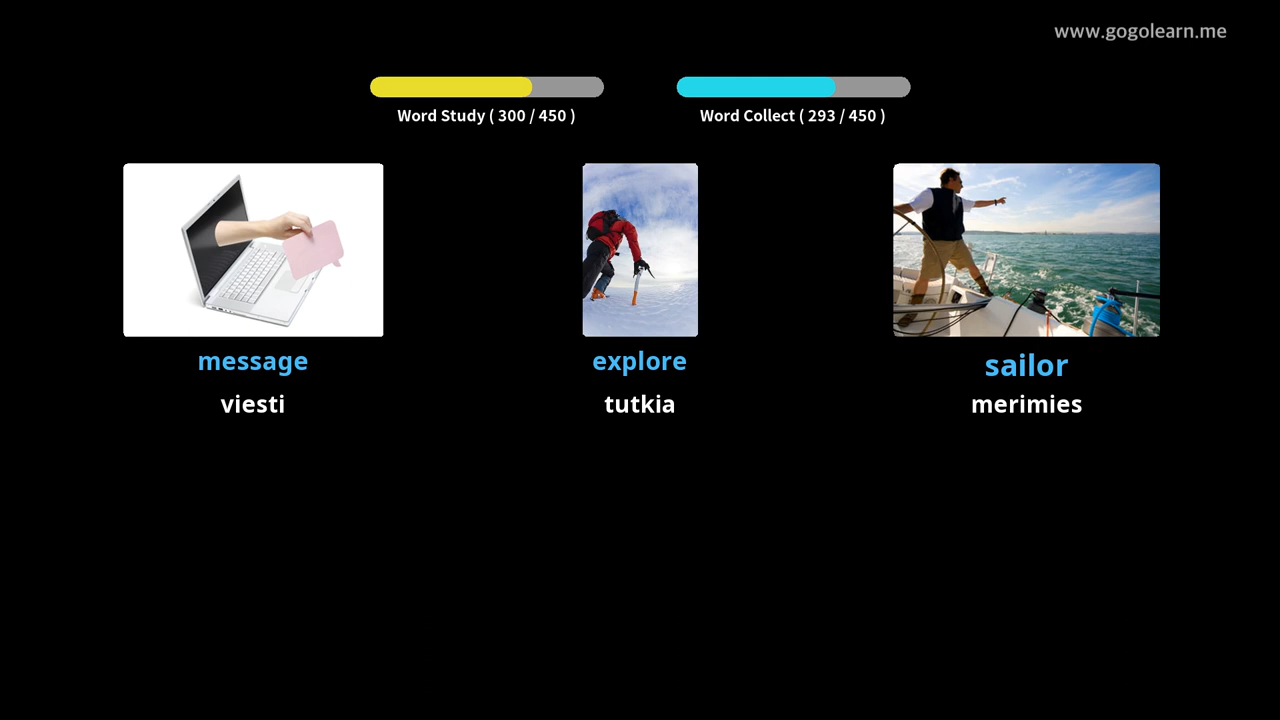 www.gogolearn.me
Word Study ( 300 / 450 )
Word Collect ( 293 / 450 )
message
explore
sailor
viesti
tutkia
merimies